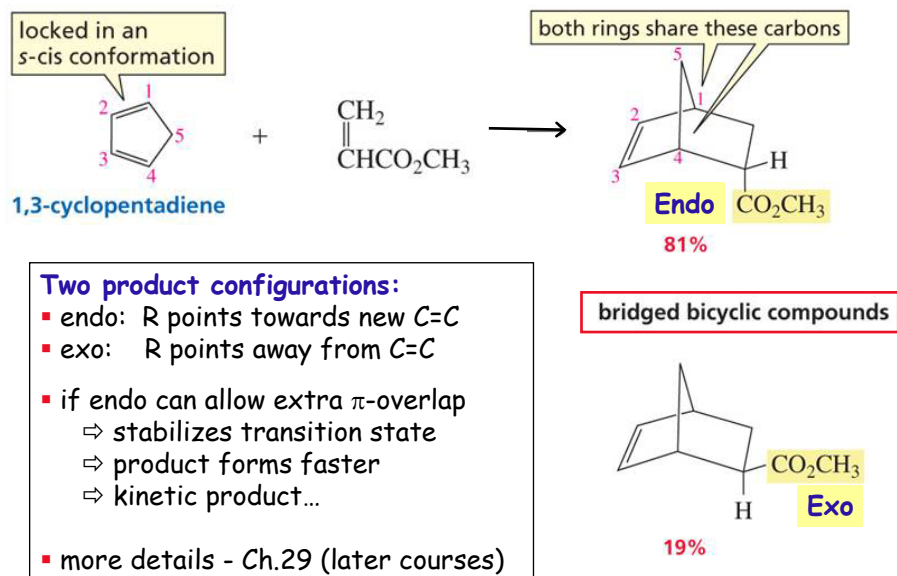 locked in an
s-cis conformation
1
2
3
4
5
1,3-cyclopentadiene
+
CH₂
CHCO₂CH₃
both rings share these carbons
5
1
2
3
4
H
Endo CO₂CH₃
81%
Two product configurations:
▪ endo: R points towards new C=C
▪ exo: R points away from C=C
▪ if endo can allow extra π-overlap
⇨ stabilizes transition state
⇨ product forms faster
⇨ kinetic product…
▪ more details - Ch.29 (later courses)
bridged bicyclic compounds
CO₂CH₃
H
Exo
19%